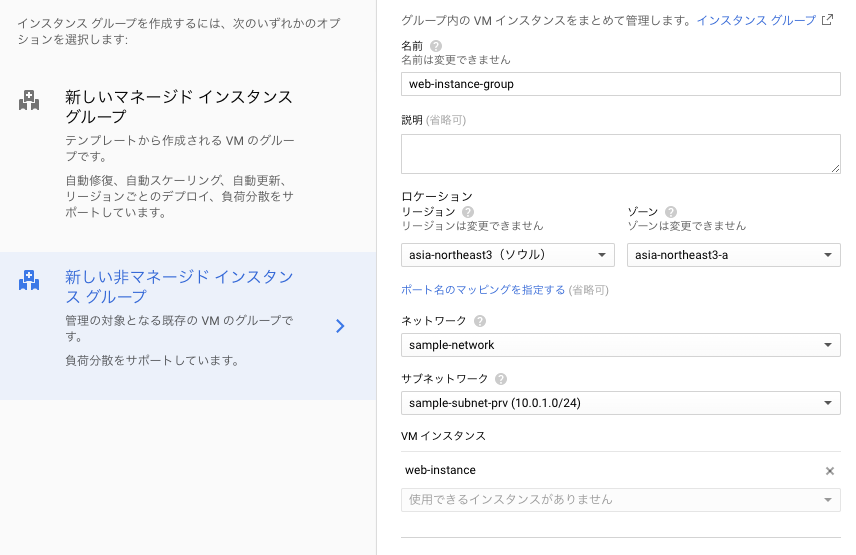 インスタンス グループを作成するには、次のいずれかのオプ
ションを選択します:
新しいマネージド インスタンス
グループ
テンプレートから作成される VM のグルー
プです。
自動修復、自動スケーリング、自動更新、
リージョンごとのデプロイ、負荷分散をサ
ポートしています。
新しい非マネージド インスタン
ス グループ
管理の対象となる既存の VM のグループで
す。
負荷分散をサポートしています。
グループ内の VM インスタンスをまとめて管理します。インスタンス グループ
名前 ?
名前は変更できません
web-instance-group
説明 (省略可)
ロケーション
リージョン ?
リージョンは変更できません
asia-northeast3（ソウル）
ゾーン ?
ゾーンは変更できません
asia-northeast3-a
ポート名のマッピングを指定する (省略可)
ネットワーク ?
sample-network
サブネットワーク ?
sample-subnet-prv (10.0.1.0/24)
VM インスタンス
web-instance
使用できるインスタンスがありません